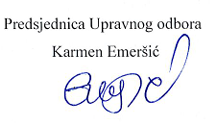 Predsjednica Upravnog odbora
Karmen Emeršić